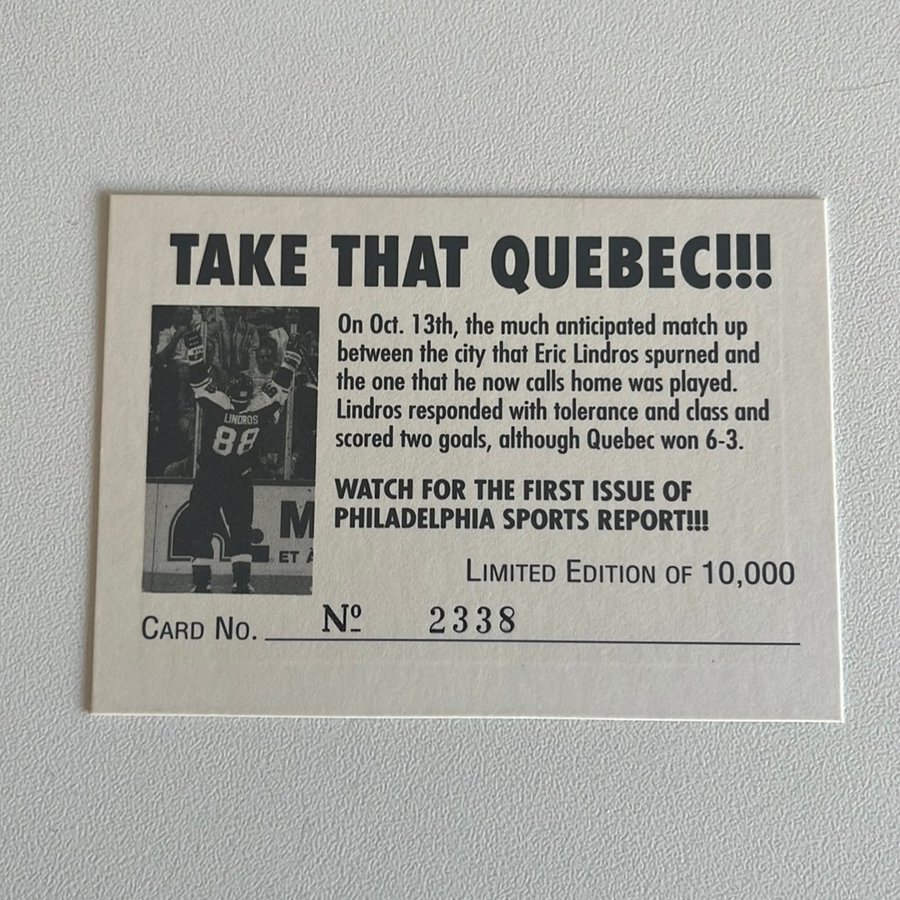 TAKE THAT QUEBEC!!!
On Oct. 13th, the much anticipated match up
between the city that Eric Lindros spurned and
the one that he now calls home was played.
Lindros responded with tolerance and class and
scored two goals, although Quebec won 6-3.
LINDROS
88
WATCH FOR THE FIRST ISSUE OF
PHILADELPHIA SPORTS REPORT!!!
M
ET À
LIMITED EDITION OF 10,000
CARD NO. Nº 2338